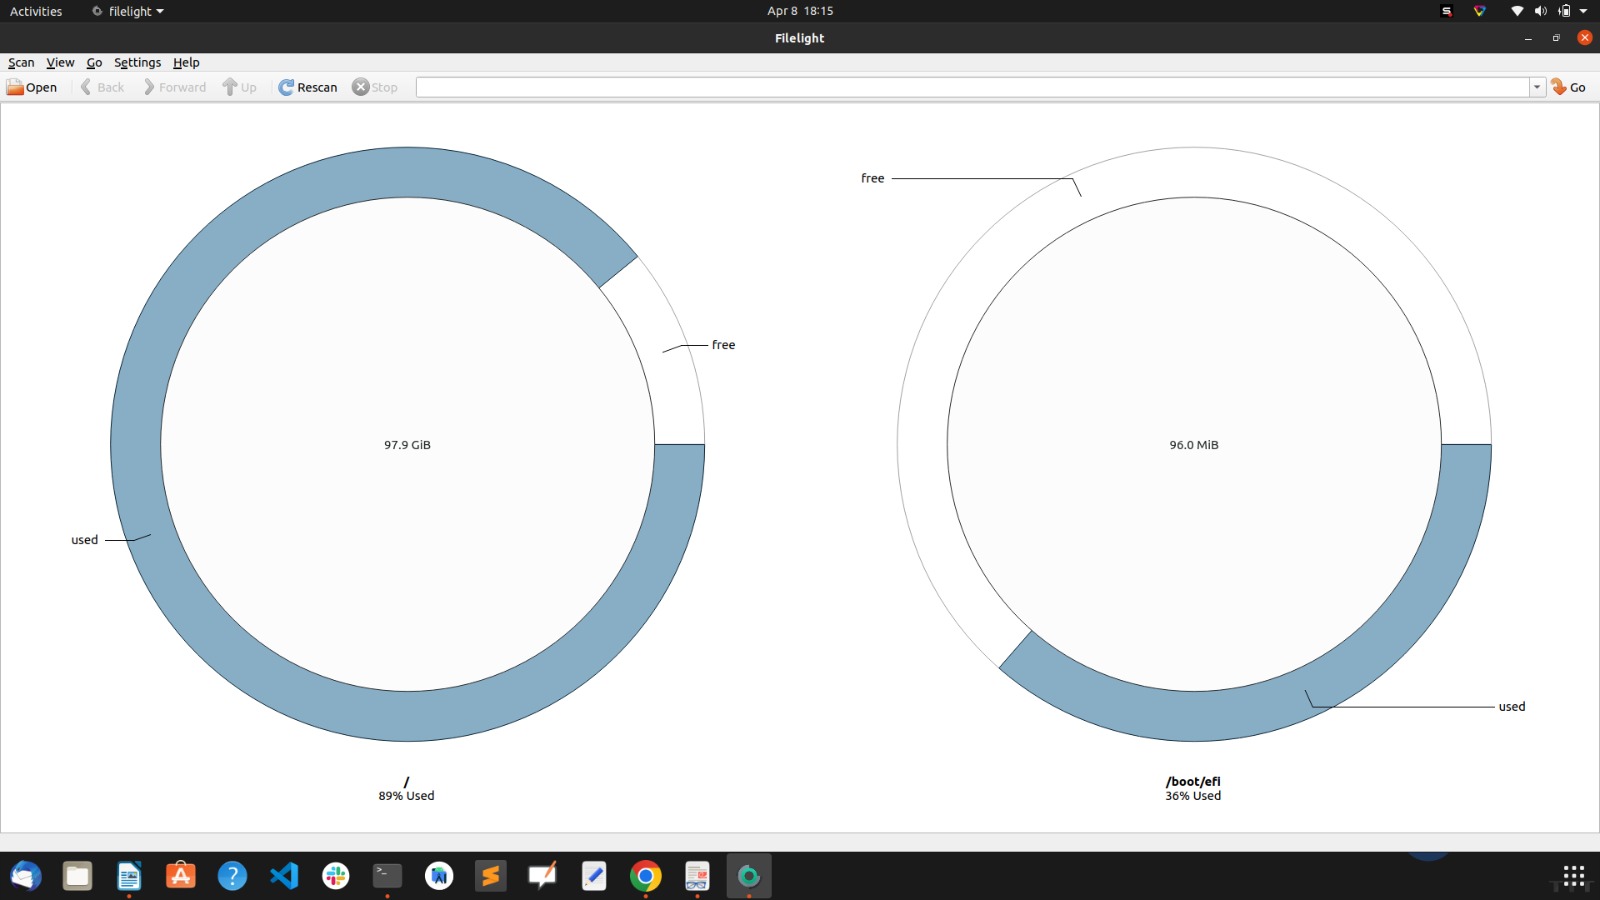 Activities filelight Apr 8 18:15
Filelight
Scan View Go Settings Help
Open Back Forward Up Rescan Stop Go
free
free
97.9 GiB
96.0 MiB
used
used
/
89% Used
/boot/efi
36% Used